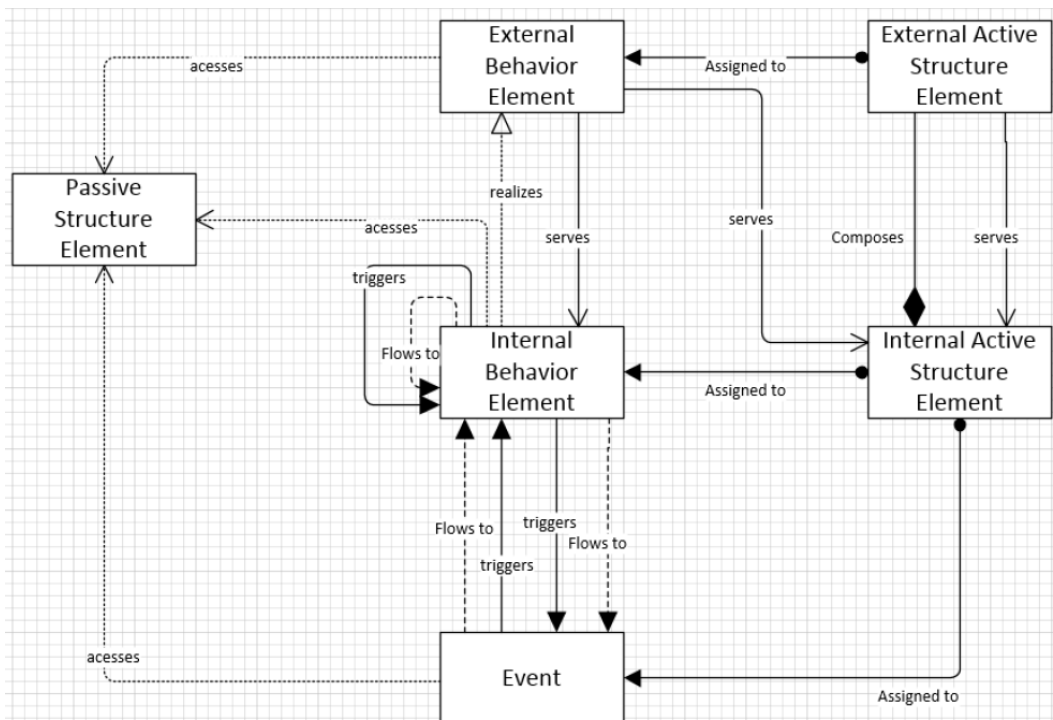 External
Behavior
Element
External Active
Structure
Element
acesses
Assigned to
Passive
Structure
Element
realizes
acesses
serves
serves
Composes
serves
triggers
Flows to
Internal
Behavior
Element
Internal Active
Structure
Element
Assigned to
Flows to
triggers
triggers
Flows to
acesses
Event
Assigned to